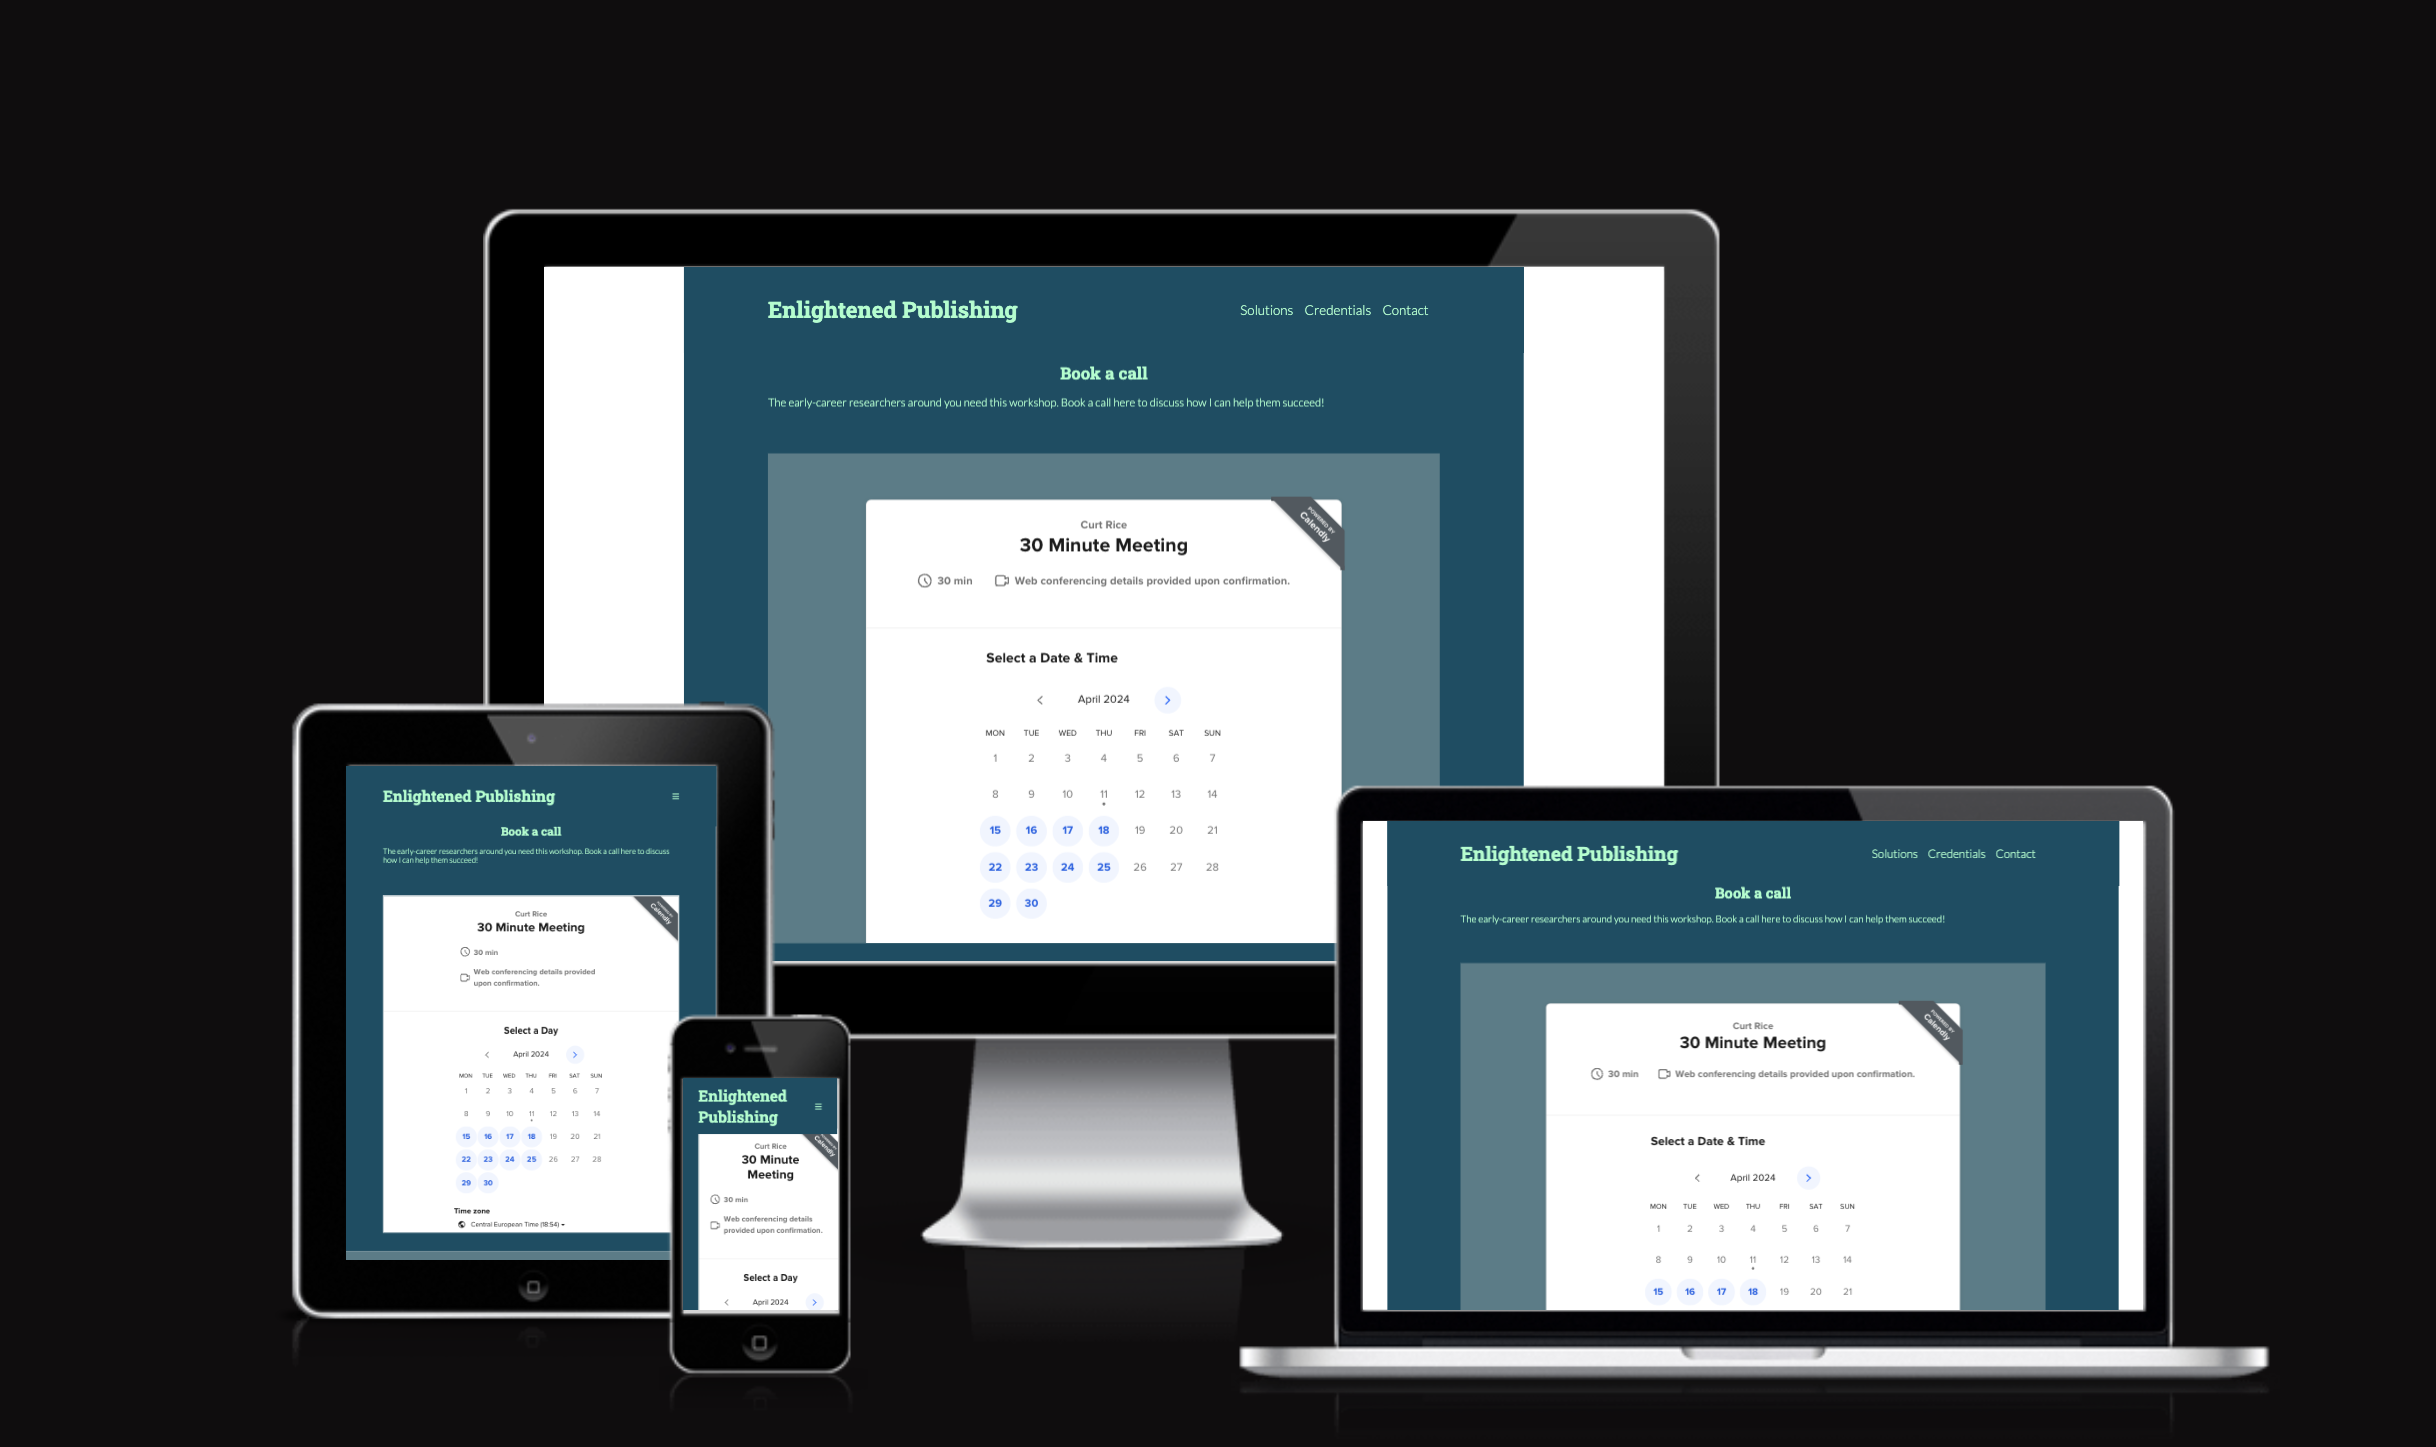 Enlightened Publishing
Solutions Credentials Contact
Book a call
The early-career researchers around you need this workshop. Book a call here to discuss how I can help them succeed!
POWERED BY
Calendly
Curt Rice
30 Minute Meeting
30 min
Web conferencing details provided upon confirmation.
Select a Date & Time
April 2024
MON TUE WED THU FRI SAT SUN
1 2 3 4 5 6 7
8 9 10 11 12 13 14
15 16 17 18 19 20 21
22 23 24 25 26 27 28
29 30
Enlightened Publishing
Book a call
The early-career researchers around you need this workshop. Book a call here to discuss
how I can help them succeed!
POWERED BY
Calendly
Curt Rice
30 Minute Meeting
30 min
Web conferencing details provided
upon confirmation.
Select a Day
April 2024
MON TUE WED THU FRI SAT SUN
1 2 3 4 5 6 7
8 9 10 11 12 13 14
15 16 17 18 19 20 21
22 23 24 25 26 27 28
29 30
Time zone
Central European Time (18:54)
Enlightened
Publishing
Calendly
Curt Rice
30 Minute
Meeting
30 min
Web conferencing details
provided upon confirmation.
Select a Day
April 2024
Enlightened Publishing
Solutions Credentials Contact
Book a call
The early-career researchers around you need this workshop. Book a call here to discuss how I can help them succeed!
POWERED BY
Calendly
Curt Rice
30 Minute Meeting
30 min
Web conferencing details provided upon confirmation.
Select a Date & Time
April 2024
MON TUE WED THU FRI SAT SUN
1 2 3 4 5 6 7
8 9 10 11 12 13 14
15 16 17 18 19 20 21